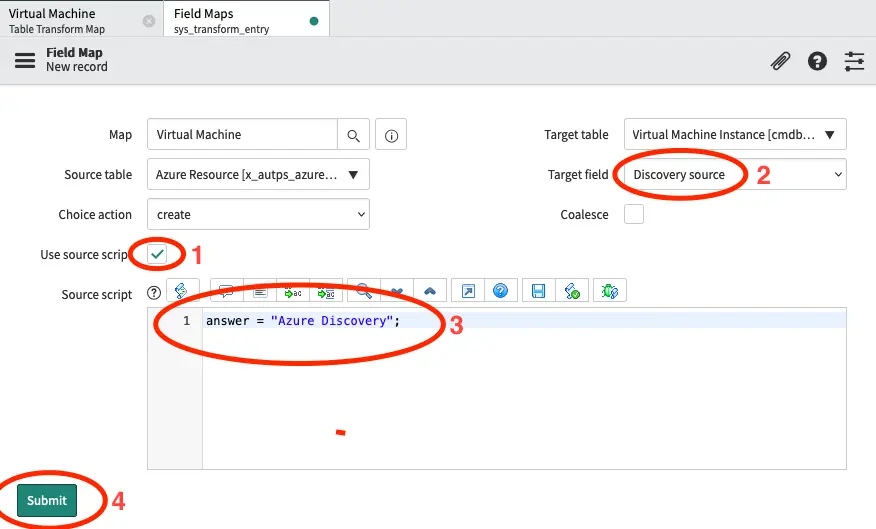 Virtual Machine
Table Transform Map
Field Maps
sys_transform_entry
Field Map
New record
Map Virtual Machine
Target table Virtual Machine Instance [cmdb...
Source table Azure Resource [x_autps_azure...
Target field Discovery source 2
Choice action create
Coalesce
Use source scrip 1
Source script
1 answer = "Azure Discovery"; 3
Submit 4